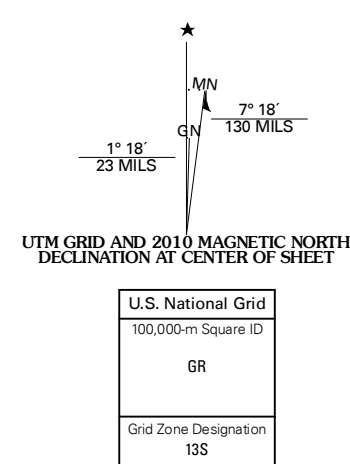 ★
MN
7° 18´
130 MILS
GN
1° 18´
23 MILS
UTM GRID AND 2010 MAGNETIC NORTH
DECLINATION AT CENTER OF SHEET
U.S. National Grid
100,000-m Square ID
GR
Grid Zone Designation
13S